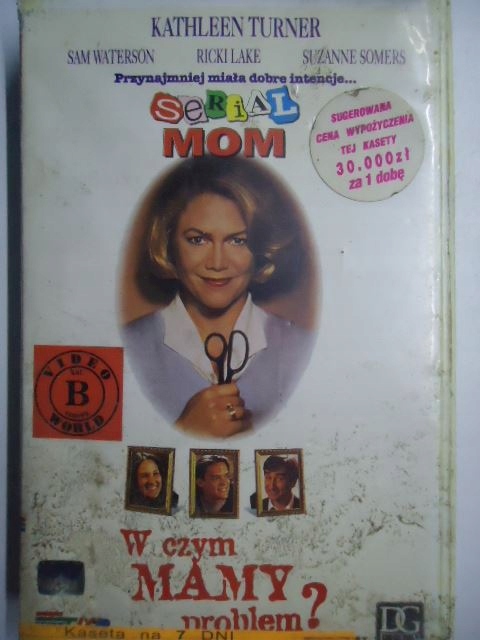 KATHLEEN TURNER
SAM WATERSON RICKI LAKE SUZANNE SOMERS
Przynajmniej miała dobre intencje...
SeRiAL
MOM
SUGEROWANA
CENA WYPOŻYCZENIA
TEJ KASETY
30.000zł
za 1 dobę
VIDEO
kat
B
WORLD
W czym
MAMY
problem?
Kaseta na 7 DNI
DG